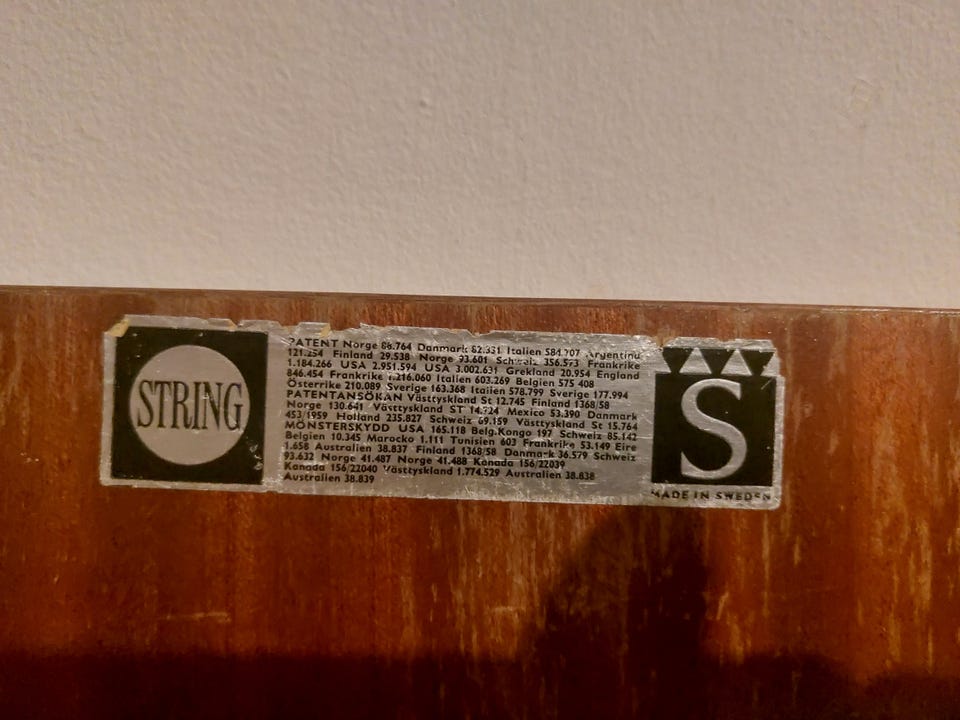 STRING
PATENT Norge 86.764 Danmark 82.331 Italien 584.707 Argentina
121.254 Finland 29.538 Norge 93.601 Schweiz 356.573 Frankrike
1.184.266 USA 2.951.594 USA 3.002.631 Grekland 20.954 England
846.454 Frankrike 1.216.060 Italien 603.269 Belgien 575 408
Österrike 210.089 Sverige 163.368 Italien 578.799 Sverige 177.994
PATENTANSÖKAN Västtyskland St 12.745 Finland 1368/58
Norge 130.641 Västtyskland ST 14.724 Mexico 53.390 Danmark
453/1959 Holland 235.827 Schweiz 69.159 Västtyskland St 15.764
MÖNSTERSKYDD USA 165.118 Belg.Kongo 197 Schweiz 85.142
Belgien 10.345 Marocko 1.111 Tunisien 603 Frankrike 53.149 Eire
1.658 Australien 38.837 Finland 1368/58 Danmark 36.579 Schweiz
93.632 Norge 41.487 Norge 41.488 Kanada 156/22039
Kanada 156/22040 Västtyskland 1.774.529 Australien 38.838
Australien 38.839
S
MADE IN SWEDEN